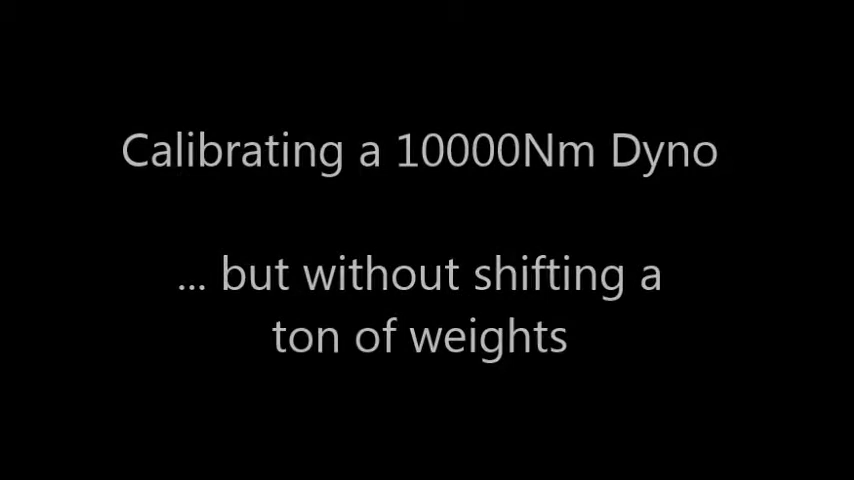 Calibrating a 10000Nm Dyno
... but without shifting a
ton of weights